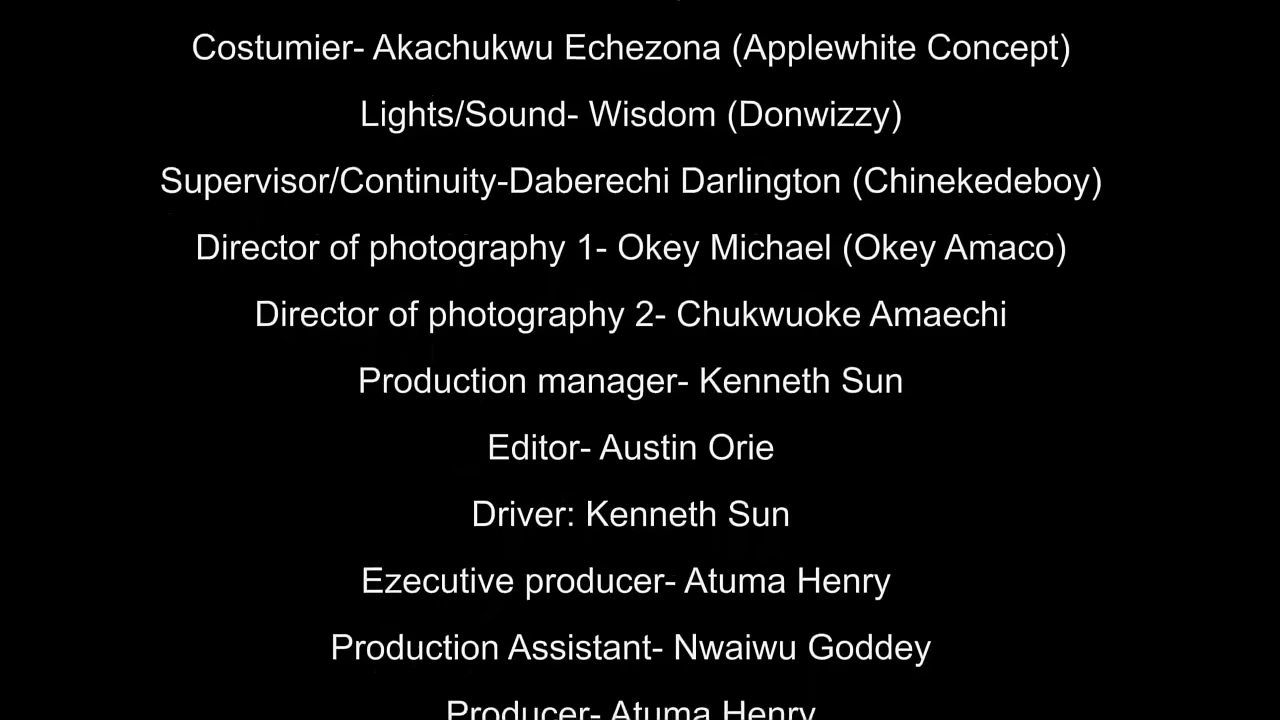 Costumier- Akachukwu Echezona (Applewhite Concept)
Lights/Sound- Wisdom (Donwizzy)
Supervisor/Continuity-Daberechi Darlington (Chinekedeboy)
Director of photography 1- Okey Michael (Okey Amaco)
Director of photography 2- Chukwuoke Amaechi
Production manager- Kenneth Sun
Editor- Austin Orie
Driver: Kenneth Sun
Ezecutive producer- Atuma Henry
Production Assistant- Nwaiwu Goddey
Producer- Atuma Henry